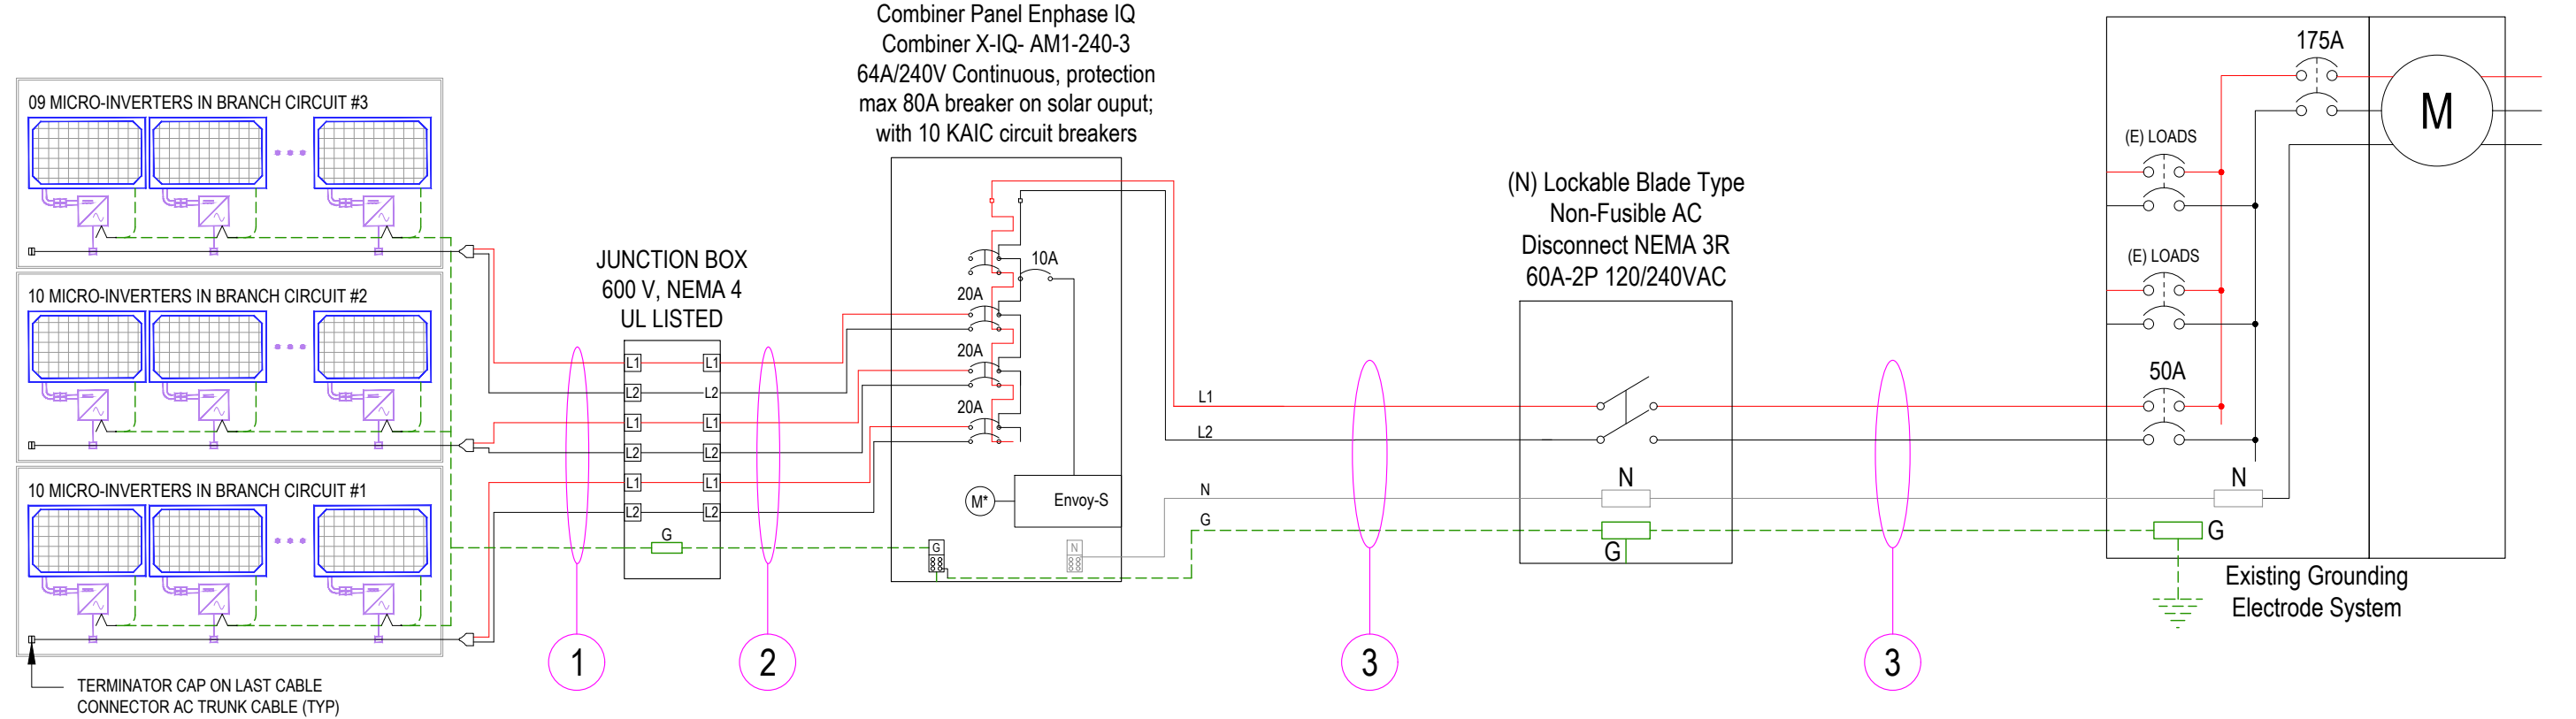 Combiner Panel Enphase IQ
Combiner X-IQ- AM1-240-3
64A/240V Continuous, protection
max 80A breaker on solar ouput;
with 10 KAIC circuit breakers
09 MICRO-INVERTERS IN BRANCH CIRCUIT #3
10 MICRO-INVERTERS IN BRANCH CIRCUIT #2
10 MICRO-INVERTERS IN BRANCH CIRCUIT #1
TERMINATOR CAP ON LAST CABLE
CONNECTOR AC TRUNK CABLE (TYP)
JUNCTION BOX
600 V, NEMA 4
UL LISTED
L1 L1
L2 L2
L1 L1
L2 L2
L1 L1
L2 L2
G
1
2
10A
20A
20A
20A
M*
Envoy-S
G
N
L1
L2
N
G
3
(N) Lockable Blade Type
Non-Fusible AC
Disconnect NEMA 3R
60A-2P 120/240VAC
N
G
3
175A
M
(E) LOADS
(E) LOADS
50A
N
G
Existing Grounding
Electrode System